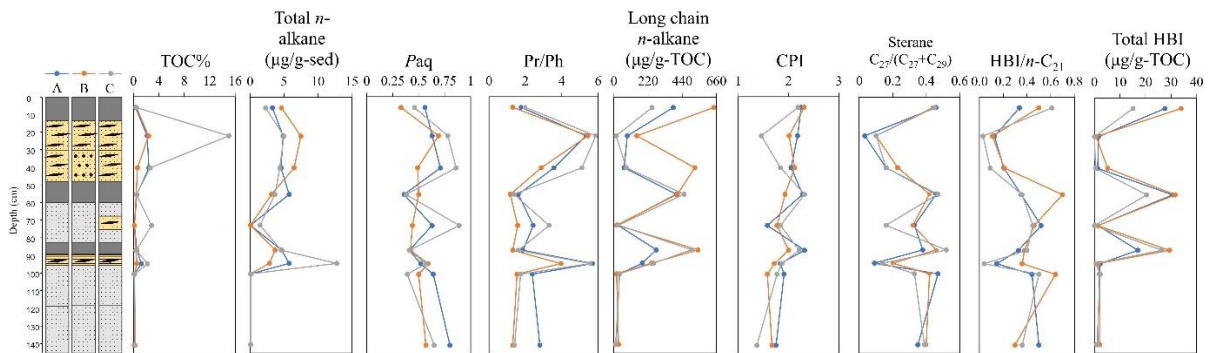 Total n-
alkane
(μg/g-sed)
Long chain
n-alkane
(μg/g-TOC)
Sterane
C27/(C27+C29)
Total HBI
(μg/g-TOC)
TOC%
Paq
Pr/Ph
CPI
HBI/n-C21
A B C
0 4 8 12 16
0 5 10 15
0 0.25 0.5 0.75 1
0 2 4 6
0 200 400 600
1 2 3
0 0.2 0.4 0.6
0 0.2 0.4 0.6 0.8
0 10 20 30 40
Depth (cm)
0
10
20
30
40
50
60
70
80
90
100
110
120
130
140